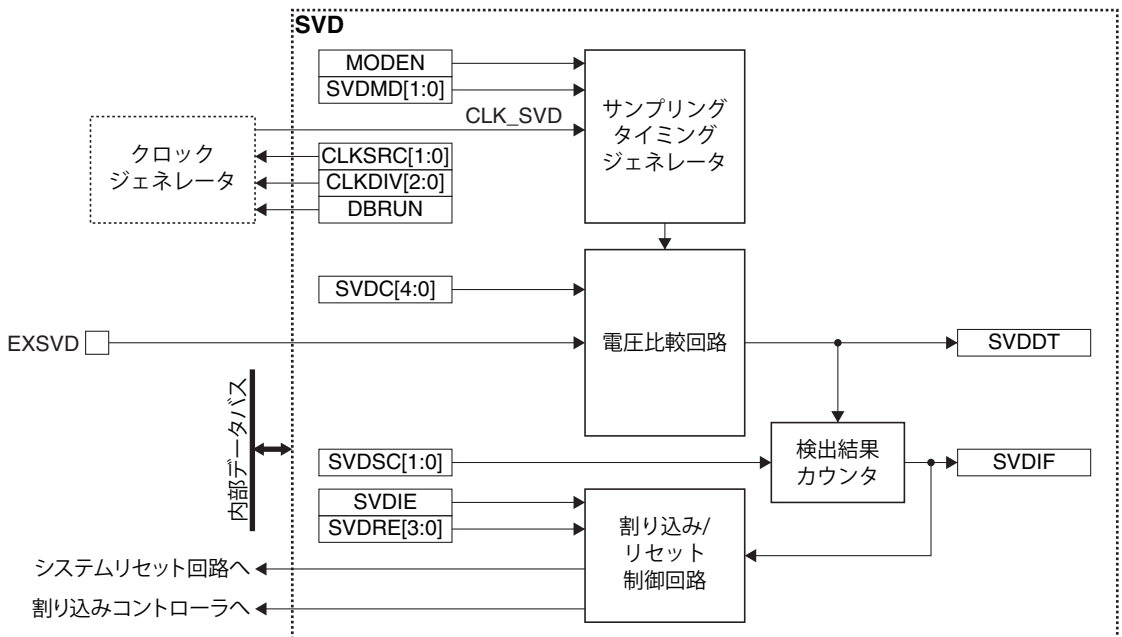 SVD
MODEN
SVDMD[1:0]
CLK_SVD
サンプリング
タイミング
ジェネレータ
クロック
ジェネレータ
CLKSRC[1:0]
CLKDIV[2:0]
DBRUN
SVDC[4:0]
EXSVD
電圧比較回路
SVDDT
内部データバス
SVDSC[1:0]
検出結果
カウンタ
SVDIF
SVDIE
SVDRE[3:0]
割り込み/
リセット
制御回路
システムリセット回路へ
割り込みコントローラへ